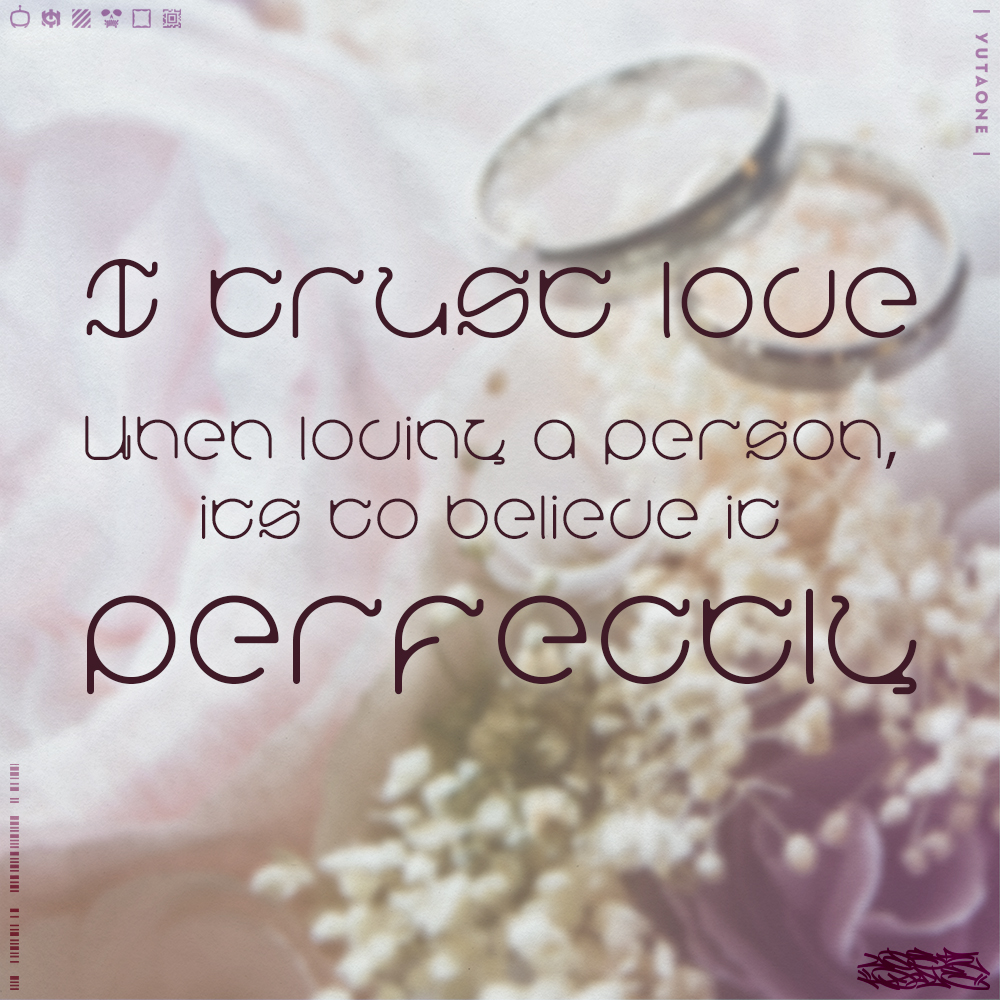 | YUTAONE |
I trust love
When loving a person,
its to believe it
perfectly